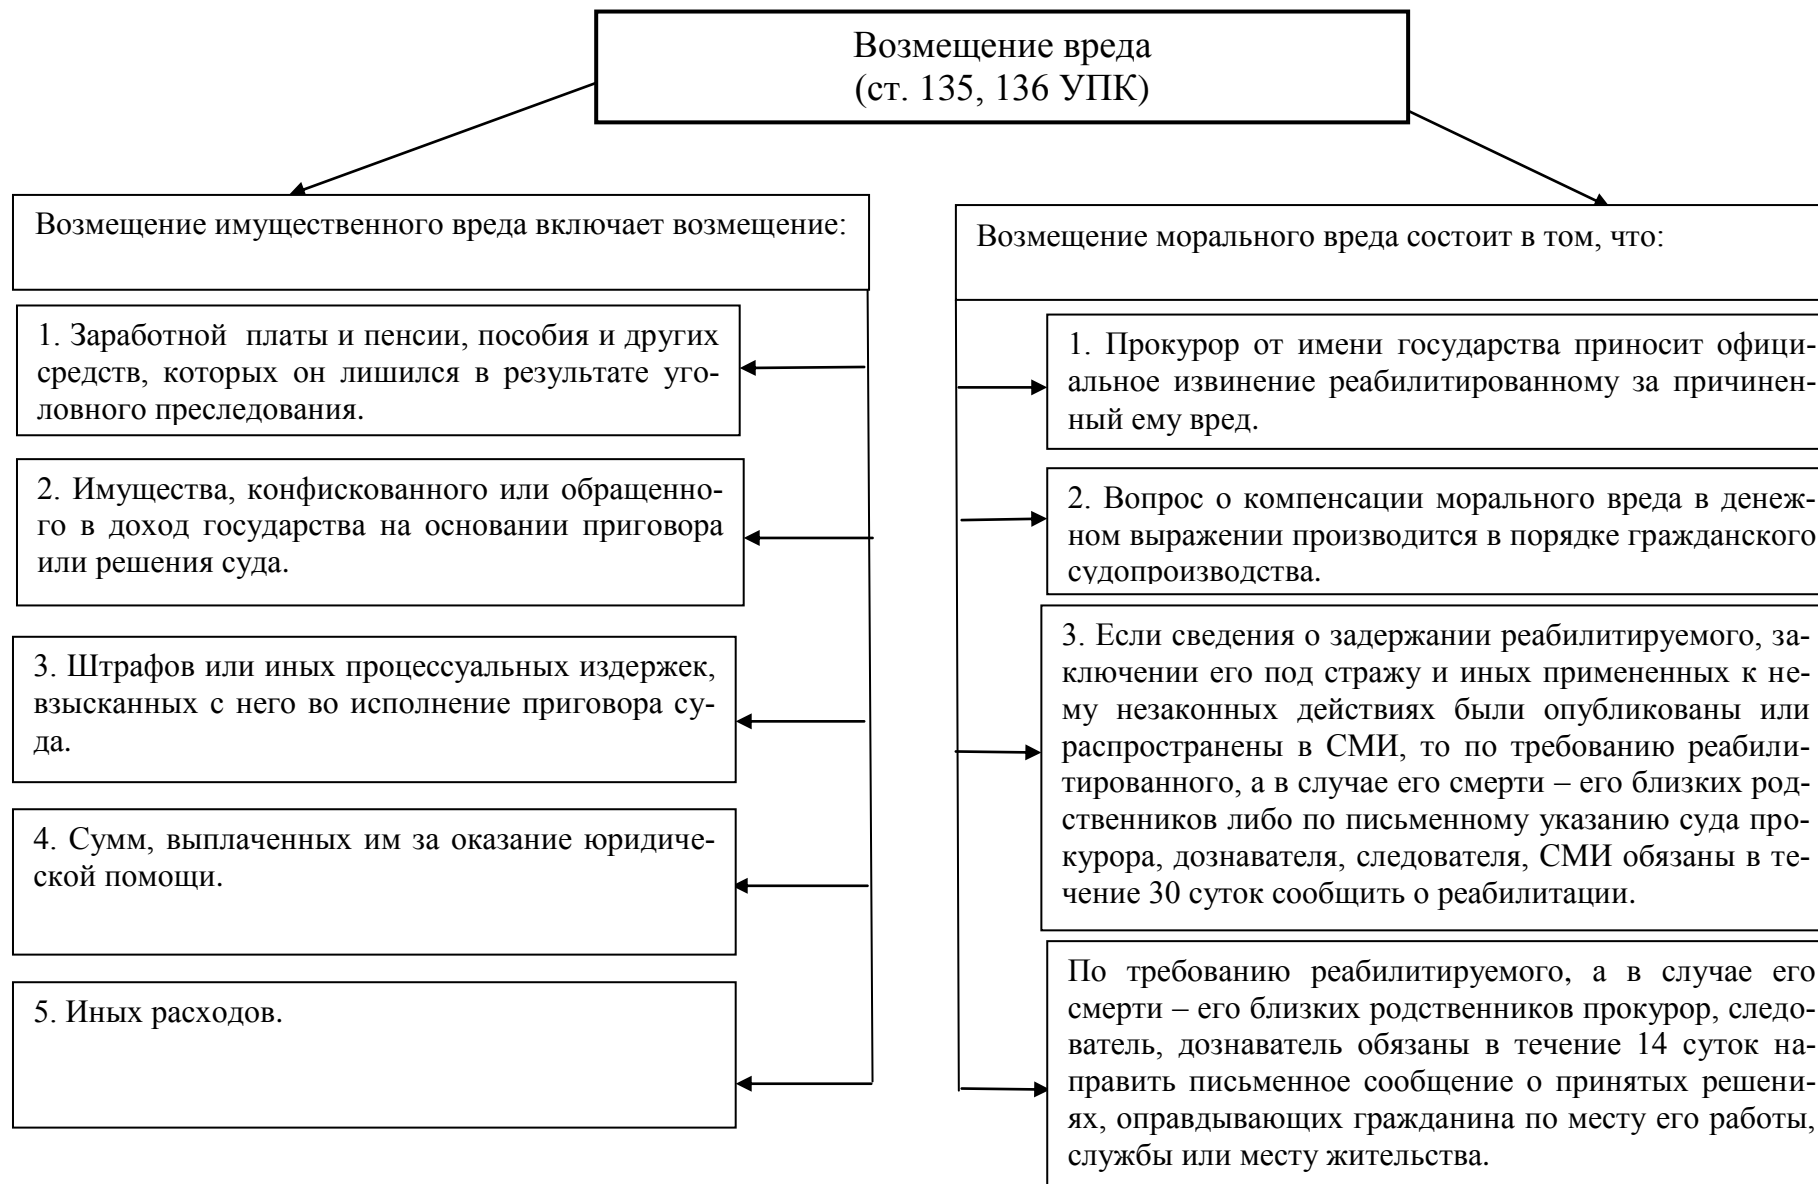 Возмещение вреда
(ст. 135, 136 УПК)
Возмещение имущественного вреда включает возмещение:
1. Заработной платы и пенсии, пособия и других
средств, которых он лишился в результате уго-
ловного преследования.
2. Имущества, конфискованного или обращенно-
го в доход государства на основании приговора
или решения суда.
3. Штрафов или иных процессуальных издержек,
взысканных с него во исполнение приговора су-
да.
4. Сумм, выплаченных им за оказание юридиче-
ской помощи.
5. Иных расходов.
Возмещение морального вреда состоит в том, что:
1. Прокурор от имени государства приносит офици-
альное извинение реабилитированному за причинен-
ный ему вред.
2. Вопрос о компенсации морального вреда в денеж-
ном выражении производится в порядке гражданского
судопроизводства.
3. Если сведения о задержании реабилитируемого, за-
ключении его под стражу и иных примененных к не-
му незаконных действиях были опубликованы или
распространены в СМИ, то по требованию реабили-
тированного, а в случае его смерти – его близких род-
ственников либо по письменному указанию суда про-
курора, дознавателя, следователя, СМИ обязаны в те-
чение 30 суток сообщить о реабилитации.
По требованию реабилитируемого, а в случае его
смерти – его близких родственников прокурор, следо-
ватель, дознаватель обязаны в течение 14 суток на-
править письменное сообщение о принятых решени-
ях, оправдывающих гражданина по месту его работы,
службы или месту жительства.